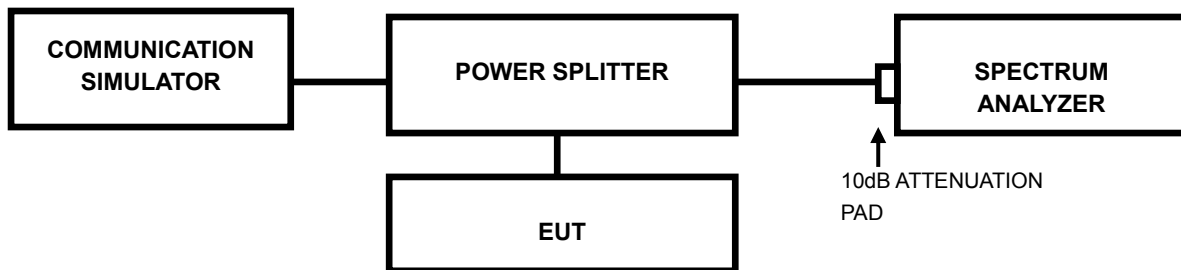 COMMUNICATION
SIMULATOR
POWER SPLITTER
SPECTRUM
ANALYZER
10dB ATTENUATION
PAD
EUT